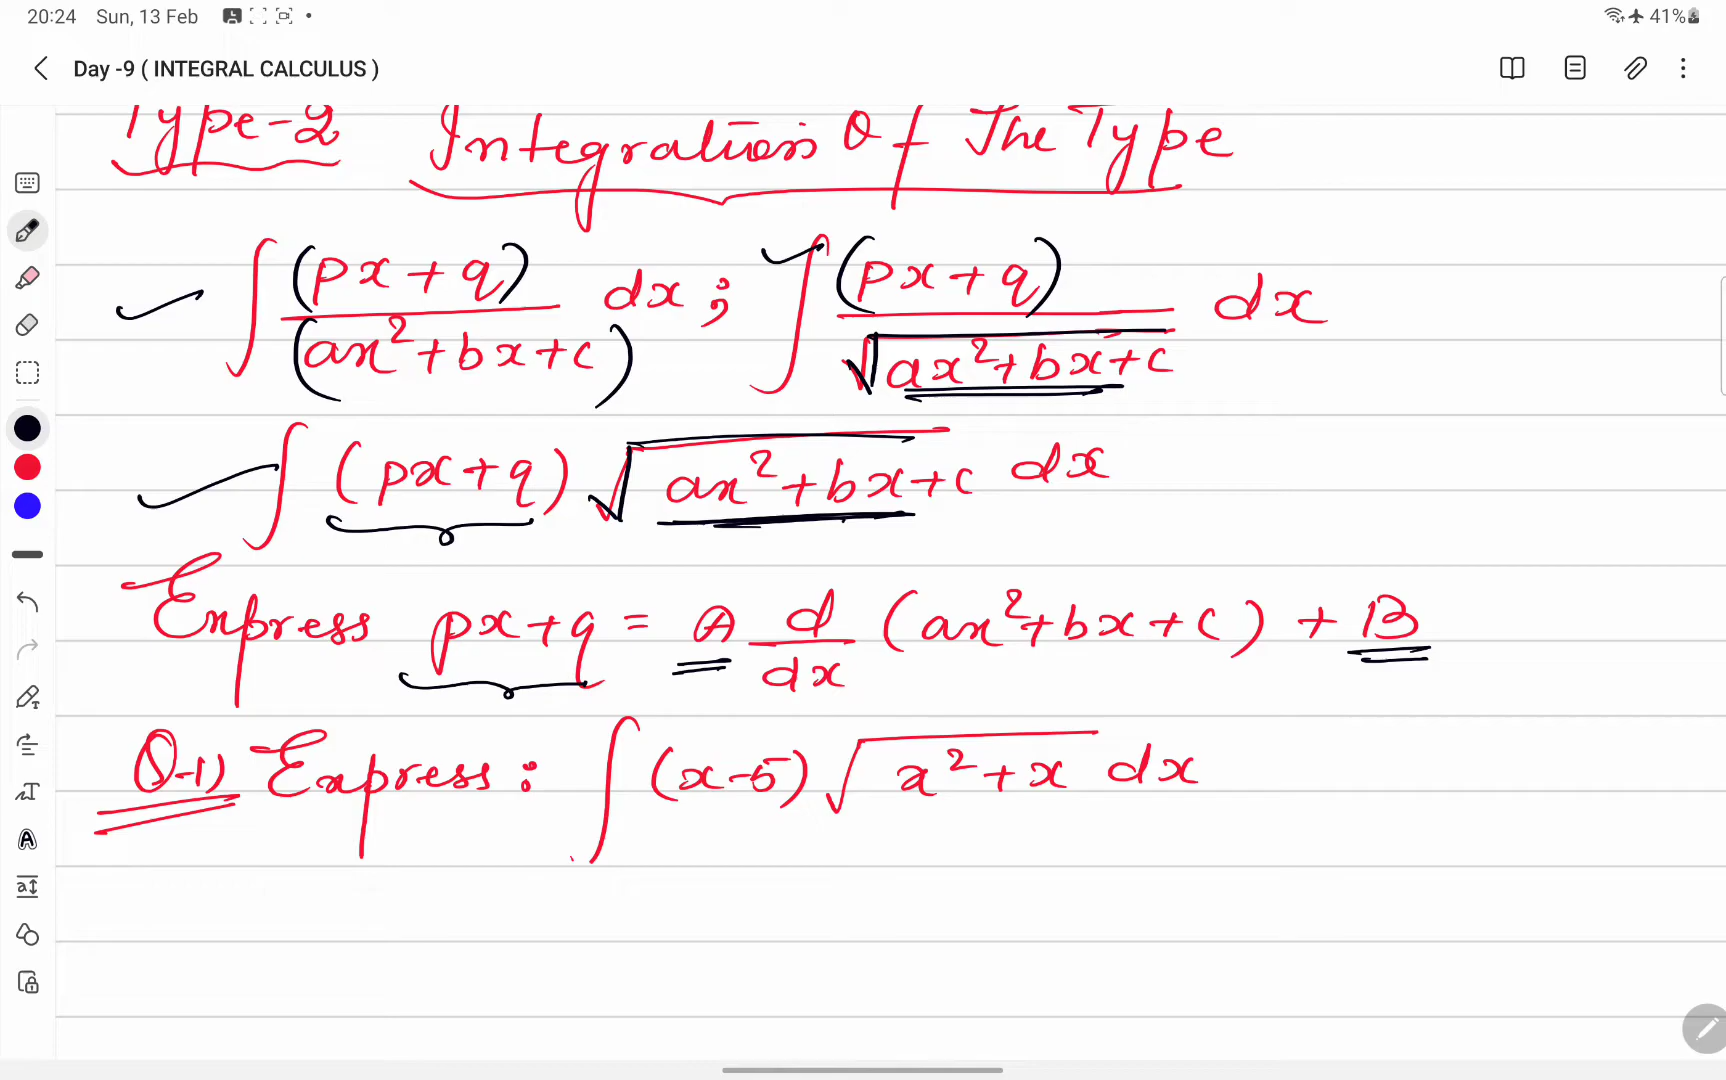 20:24 Sun, 13 Feb 41%
Day -9 ( INTEGRAL CALCULUS )
Type-2 Integration Of The Type
∫ (px+q)/(ax²+bx+c) dx ; ∫ (px+q)/√(ax²+bx+c) dx
∫ (px+q) √(ax²+bx+c) dx
Express px+q = A d/dx (ax²+bx+c) + B
Q-1) Express : ∫ (x-5) √(x²+x) dx